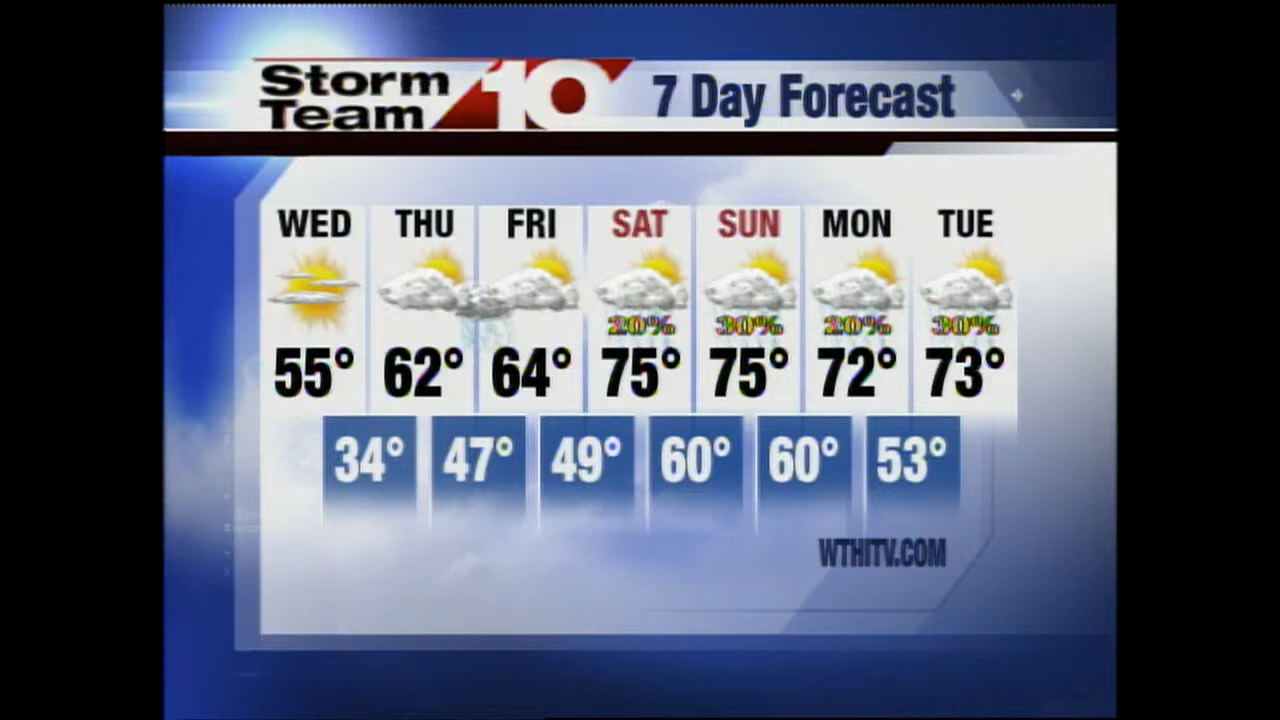 Storm
Team 10
7 Day Forecast
WED THU FRI SAT SUN MON TUE
20% 30% 20% 30%
55° 62° 64° 75° 75° 72° 73°
34° 47° 49° 60° 60° 53°
WTHITV.COM